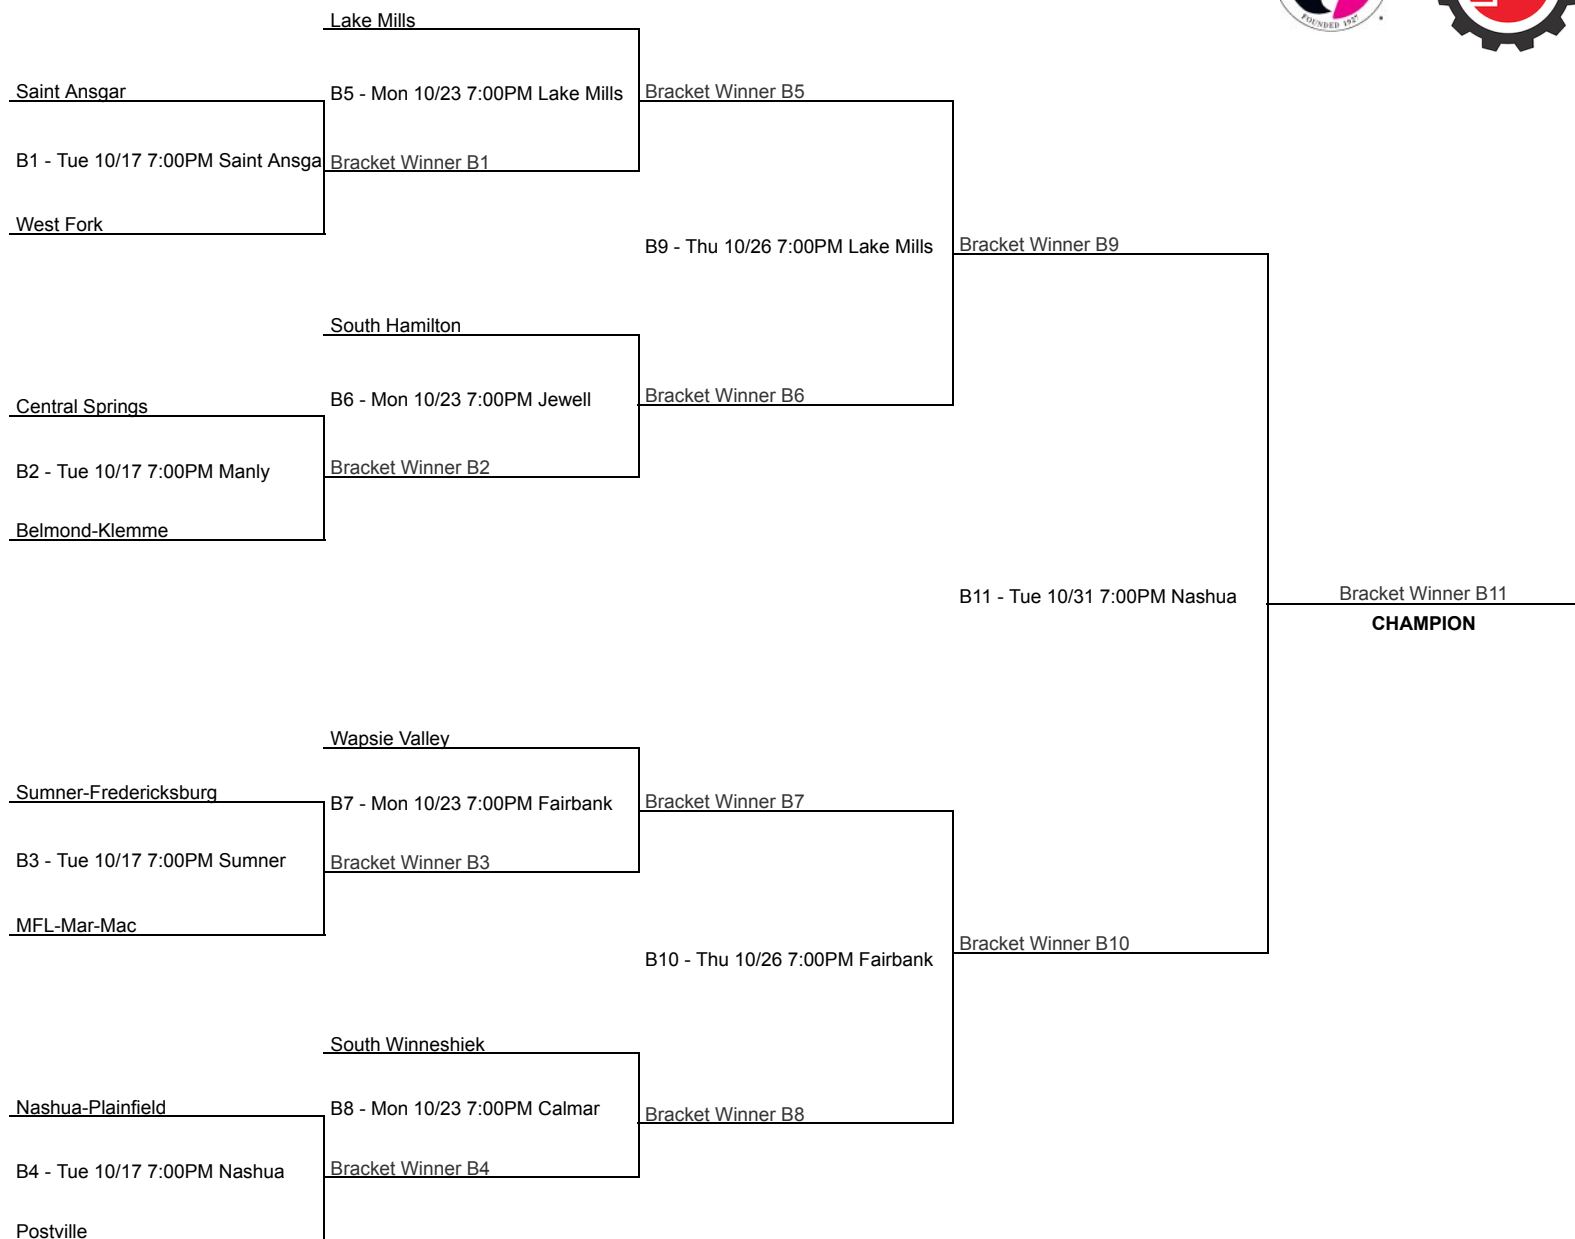 FOUNDED 1927
Lake Mills
Saint Ansgar
B5 - Mon 10/23 7:00PM Lake Mills
Bracket Winner B5
B1 - Tue 10/17 7:00PM Saint Ansga
Bracket Winner B1
West Fork
B9 - Thu 10/26 7:00PM Lake Mills
Bracket Winner B9
South Hamilton
Central Springs
B6 - Mon 10/23 7:00PM Jewell
Bracket Winner B6
B2 - Tue 10/17 7:00PM Manly
Bracket Winner B2
Belmond-Klemme
B11 - Tue 10/31 7:00PM Nashua
Bracket Winner B11
CHAMPION
Wapsie Valley
Sumner-Fredericksburg
B7 - Mon 10/23 7:00PM Fairbank
Bracket Winner B7
B3 - Tue 10/17 7:00PM Sumner
Bracket Winner B3
MFL-Mar-Mac
B10 - Thu 10/26 7:00PM Fairbank
Bracket Winner B10
South Winneshiek
Nashua-Plainfield
B8 - Mon 10/23 7:00PM Calmar
Bracket Winner B8
B4 - Tue 10/17 7:00PM Nashua
Bracket Winner B4
Postville